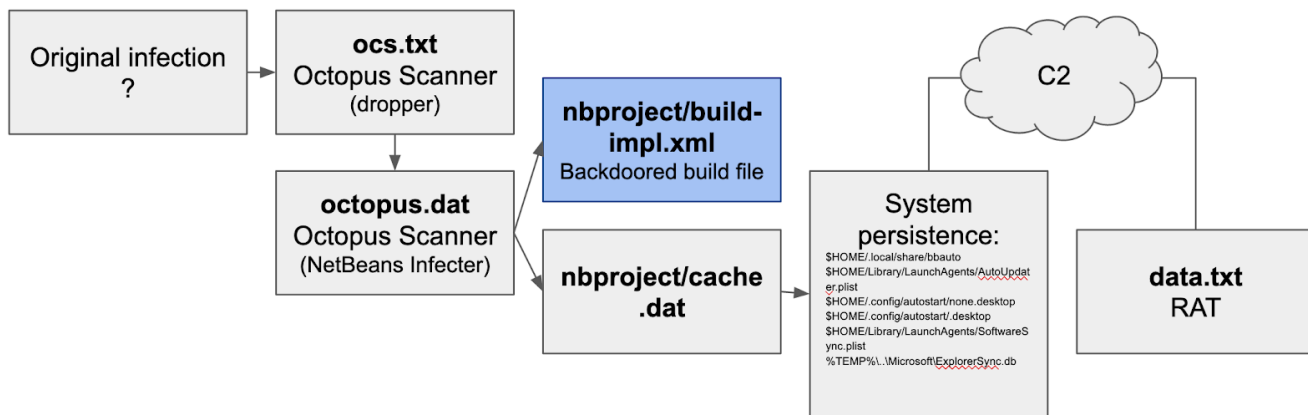 Original infection
?
ocs.txt
Octopus Scanner
(dropper)
octopus.dat
Octopus Scanner
(NetBeans Infecter)
nbproject/build-
impl.xml
Backdoored build file
nbproject/cache
.dat
System
persistence:
$HOME/.local/share/bbauto
$HOME/Library/LaunchAgents/AutoUpdat
er.plist
$HOME/.config/autostart/none.desktop
$HOME/.config/autostart/.desktop
$HOME/Library/LaunchAgents/SoftwareS
ync.plist
%TEMP%\..\Microsoft\ExplorerSync.db
C2
data.txt
RAT